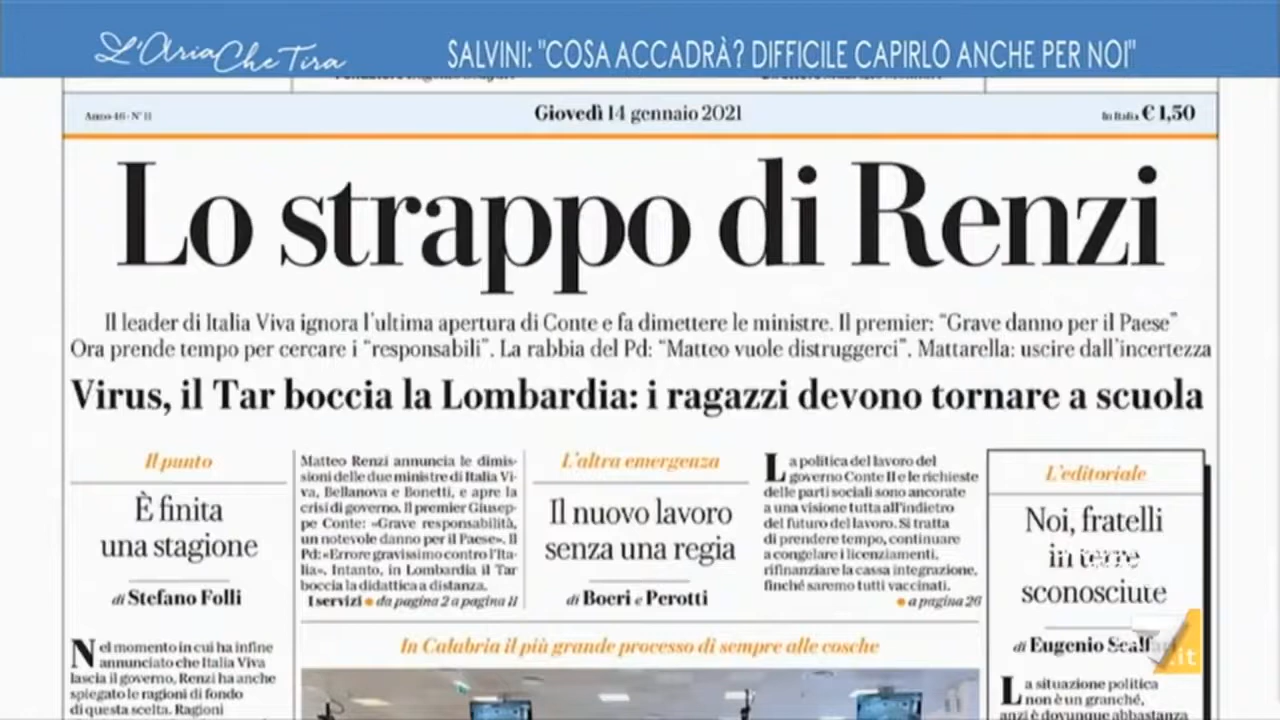 L'Aria Che Tira
SALVINI: "COSA ACCADRÀ? DIFFICILE CAPIRLO ANCHE PER NOI"
Anno 46 - N° 11
Giovedì 14 gennaio 2021
In Italia € 1,50
Lo strappo di Renzi
Il leader di Italia Viva ignora l'ultima apertura di Conte e fa dimettere le ministre. Il premier: “Grave danno per il Paese”
Ora prende tempo per cercare i “responsabili”. La rabbia del Pd: “Matteo vuole distruggerci”. Mattarella: uscire dall'incertezza
Virus, il Tar boccia la Lombardia: i ragazzi devono tornare a scuola
Il punto
È finita
una stagione
di Stefano Folli
Nel momento in cui ha infine
annunciato che Italia Viva
lascia il governo, Renzi ha anche
spiegato le ragioni di fondo
di questa scelta. Ragioni
Matteo Renzi annuncia le dimis-
sioni delle due ministre di Italia Vi-
va, Bellanova e Bonetti, e apre la
crisi di governo. Il premier Giusep-
pe Conte: «Grave responsabilità,
un notevole danno per il Paese». Il
Pd: «Errore gravissimo contro l'Ita-
lia». Intanto, in Lombardia il Tar
boccia la didattica a distanza.
I servizi ● da pagina 2 a pagina 11
L'altra emergenza
Il nuovo lavoro
senza una regia
di Boeri e Perotti
La politica del lavoro del
governo Conte II e le richieste
delle parti sociali sono ancorate
a una visione tutta all'indietro
del futuro del lavoro. Si tratta
di prendere tempo, continuare
a congelare i licenziamenti,
rifinanziare la cassa integrazione,
finché saremo tutti vaccinati.
● a pagina 26
In Calabria il più grande processo di sempre alle cosche
L'editoriale
Noi, fratelli
in terre
sconosciute
di Eugenio Scalfari
La situazione politica
non è un granché,
anzi è dovunque abbastanza
7.it